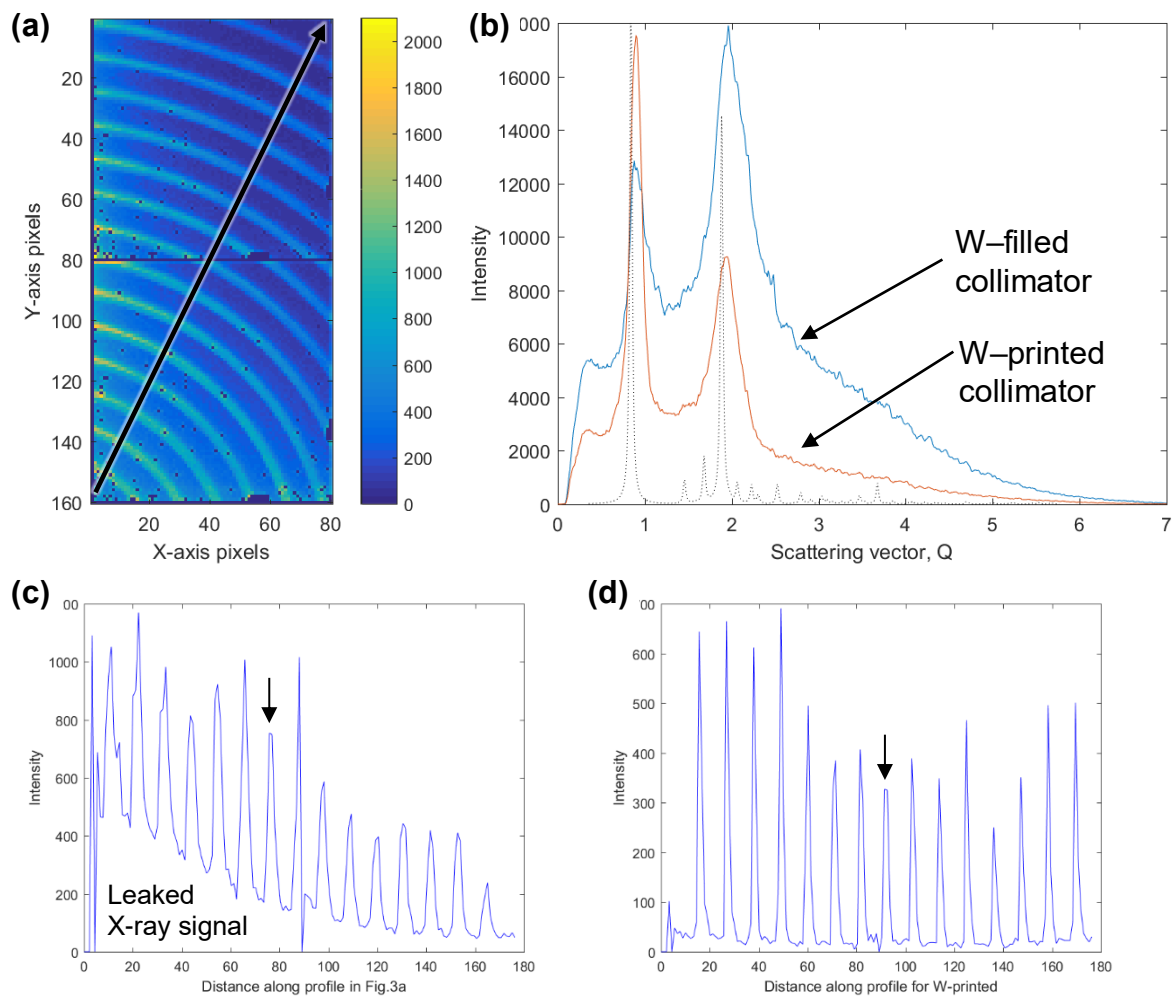 (a)
2000
1800
1600
1400
1200
1000
800
600
400
200
0
20
40
60
80
100
120
140
160
Y-axis pixels
20 40 60 80
X-axis pixels
(b)
000
16000
14000
12000
10000
8000
6000
4000
2000
0
Intensity
W–filled
collimator
W–printed
collimator
0 1 2 3 4 5 6 7
Scattering vector, Q
(c)
00
1000
800
600
400
200
0
Intensity
Leaked
X-ray signal
0 20 40 60 80 100 120 140 160 180
Distance along profile in Fig.3a
(d)
00
600
500
400
300
200
100
0
Intensity
0 20 40 60 80 100 120 140 160 180
Distance along profile for W-printed